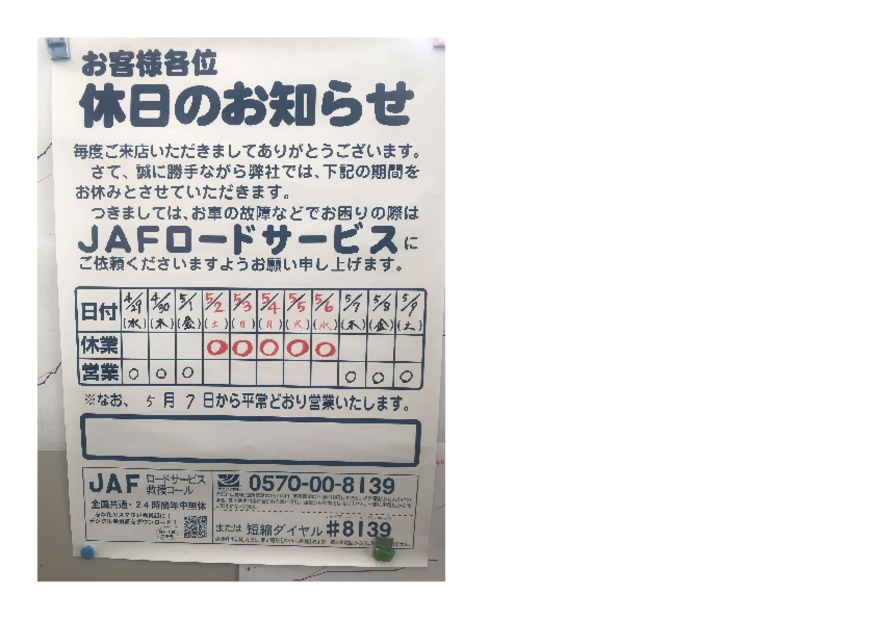 お客様各位
休日のお知らせ
毎度ご来店いただきましてありがとうございます。
さて、誠に勝手ながら弊社では、下記の期間を
お休みとさせていただきます。
つきましては、お車の故障などでお困りの際は
JAFロードサービスに
ご依頼くださいますようお願い申し上げます。
日付 4/29(水) 4/30(木) 5/1(金) 5/2(土) 5/3(日) 5/4(月) 5/5(火) 5/6(水) 5/7(木) 5/8(金) 5/9(土)
休業 ○ ○ ○ ○ ○
営業 ○ ○ ○ ○ ○ ○
※なお、5月7日から平常どおり営業いたします。
JAF ロードサービス
救援コール
全国共通・24時間年中無休
0570-00-8139
または 短縮ダイヤル #8139